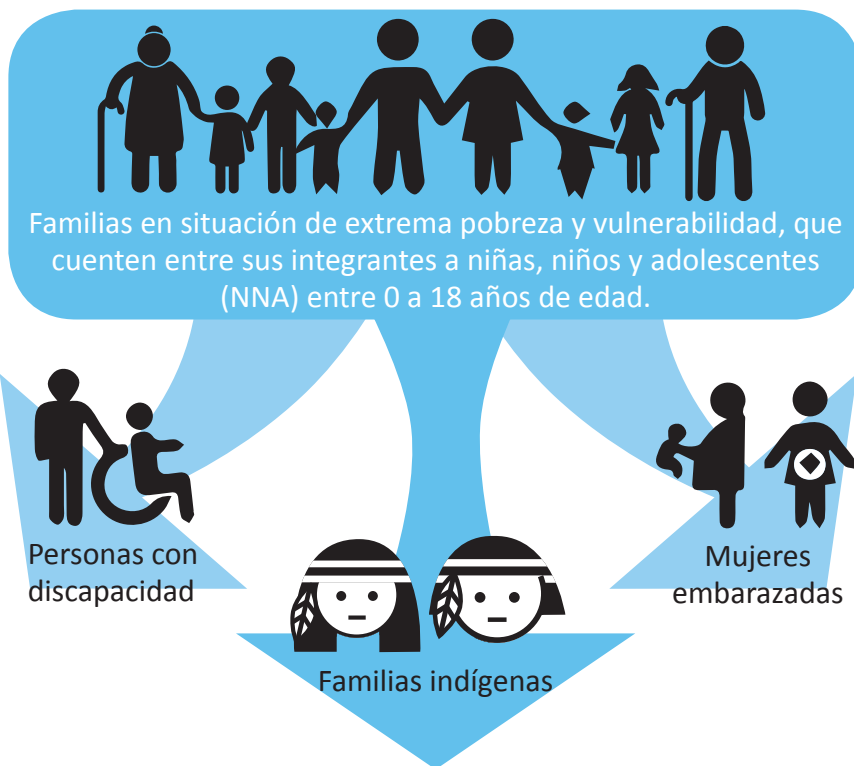 Familias en situación de extrema pobreza y vulnerabilidad, que
cuenten entre sus integrantes a niñas, niños y adolescentes
(NNA) entre 0 a 18 años de edad.
Personas con
discapacidad
Mujeres
embarazadas
Familias indígenas